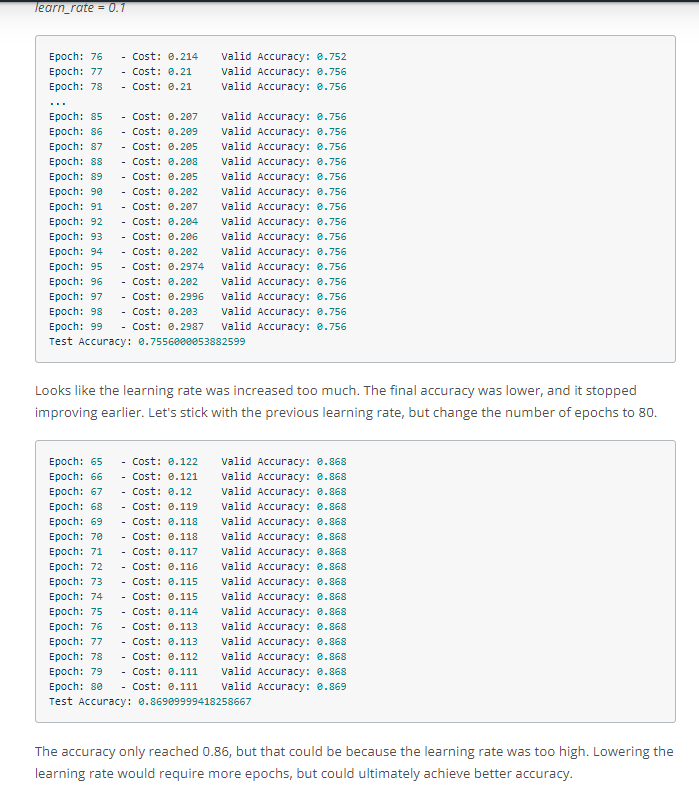 learn_rate = 0.1
Epoch: 76 - Cost: 0.214 Valid Accuracy: 0.752
Epoch: 77 - Cost: 0.21 Valid Accuracy: 0.756
Epoch: 78 - Cost: 0.21 Valid Accuracy: 0.756
...
Epoch: 85 - Cost: 0.207 Valid Accuracy: 0.756
Epoch: 86 - Cost: 0.209 Valid Accuracy: 0.756
Epoch: 87 - Cost: 0.205 Valid Accuracy: 0.756
Epoch: 88 - Cost: 0.208 Valid Accuracy: 0.756
Epoch: 89 - Cost: 0.205 Valid Accuracy: 0.756
Epoch: 90 - Cost: 0.202 Valid Accuracy: 0.756
Epoch: 91 - Cost: 0.207 Valid Accuracy: 0.756
Epoch: 92 - Cost: 0.204 Valid Accuracy: 0.756
Epoch: 93 - Cost: 0.206 Valid Accuracy: 0.756
Epoch: 94 - Cost: 0.202 Valid Accuracy: 0.756
Epoch: 95 - Cost: 0.2974 Valid Accuracy: 0.756
Epoch: 96 - Cost: 0.202 Valid Accuracy: 0.756
Epoch: 97 - Cost: 0.2996 Valid Accuracy: 0.756
Epoch: 98 - Cost: 0.203 Valid Accuracy: 0.756
Epoch: 99 - Cost: 0.2987 Valid Accuracy: 0.756
Test Accuracy: 0.7556000053882599
Looks like the learning rate was increased too much. The final accuracy was lower, and it stopped
improving earlier. Let's stick with the previous learning rate, but change the number of epochs to 80.
Epoch: 65 - Cost: 0.122 Valid Accuracy: 0.868
Epoch: 66 - Cost: 0.121 Valid Accuracy: 0.868
Epoch: 67 - Cost: 0.12 Valid Accuracy: 0.868
Epoch: 68 - Cost: 0.119 Valid Accuracy: 0.868
Epoch: 69 - Cost: 0.118 Valid Accuracy: 0.868
Epoch: 70 - Cost: 0.118 Valid Accuracy: 0.868
Epoch: 71 - Cost: 0.117 Valid Accuracy: 0.868
Epoch: 72 - Cost: 0.116 Valid Accuracy: 0.868
Epoch: 73 - Cost: 0.115 Valid Accuracy: 0.868
Epoch: 74 - Cost: 0.115 Valid Accuracy: 0.868
Epoch: 75 - Cost: 0.114 Valid Accuracy: 0.868
Epoch: 76 - Cost: 0.113 Valid Accuracy: 0.868
Epoch: 77 - Cost: 0.113 Valid Accuracy: 0.868
Epoch: 78 - Cost: 0.112 Valid Accuracy: 0.868
Epoch: 79 - Cost: 0.111 Valid Accuracy: 0.868
Epoch: 80 - Cost: 0.111 Valid Accuracy: 0.869
Test Accuracy: 0.86909999418258667
The accuracy only reached 0.86, but that could be because the learning rate was too high. Lowering the
learning rate would require more epochs, but could ultimately achieve better accuracy.